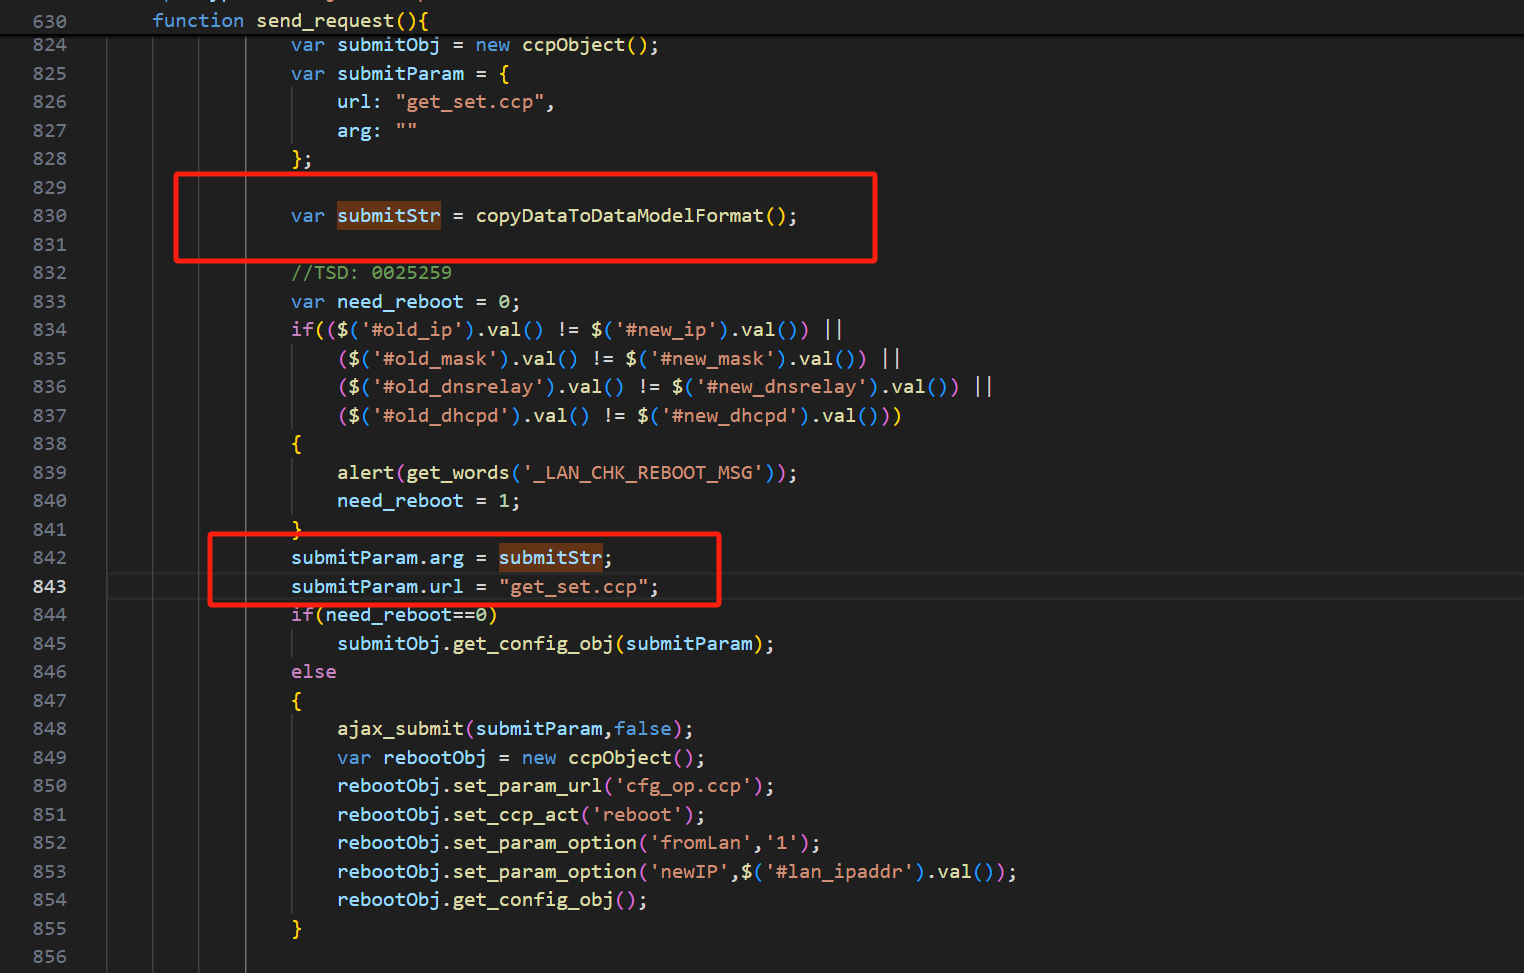 630 function send_request(){
824 var submitObj = new ccpObject();
825 var submitParam = {
826 url: "get_set.ccp",
827 arg: ""
828 };
829
830 var submitStr = copyDataToDataModelFormat();
831
832 //TSD: 0025259
833 var need_reboot = 0;
834 if(($('#old_ip').val() != $('#new_ip').val()) ||
835 ($('#old_mask').val() != $('#new_mask').val()) ||
836 ($('#old_dnsrelay').val() != $('#new_dnsrelay').val()) ||
837 ($('#old_dhcpd').val() != $('#new_dhcpd').val()))
838 {
839 alert(get_words('_LAN_CHK_REBOOT_MSG'));
840 need_reboot = 1;
841 }
842 submitParam.arg = submitStr;
843 submitParam.url = "get_set.ccp";
844 if(need_reboot==0)
845 submitObj.get_config_obj(submitParam);
846 else
847 {
848 ajax_submit(submitParam,false);
849 var rebootObj = new ccpObject();
850 rebootObj.set_param_url('cfg_op.ccp');
851 rebootObj.set_ccp_act('reboot');
852 rebootObj.set_param_option('fromLan','1');
853 rebootObj.set_param_option('newIP',$('#lan_ipaddr').val());
854 rebootObj.get_config_obj();
855 }
856